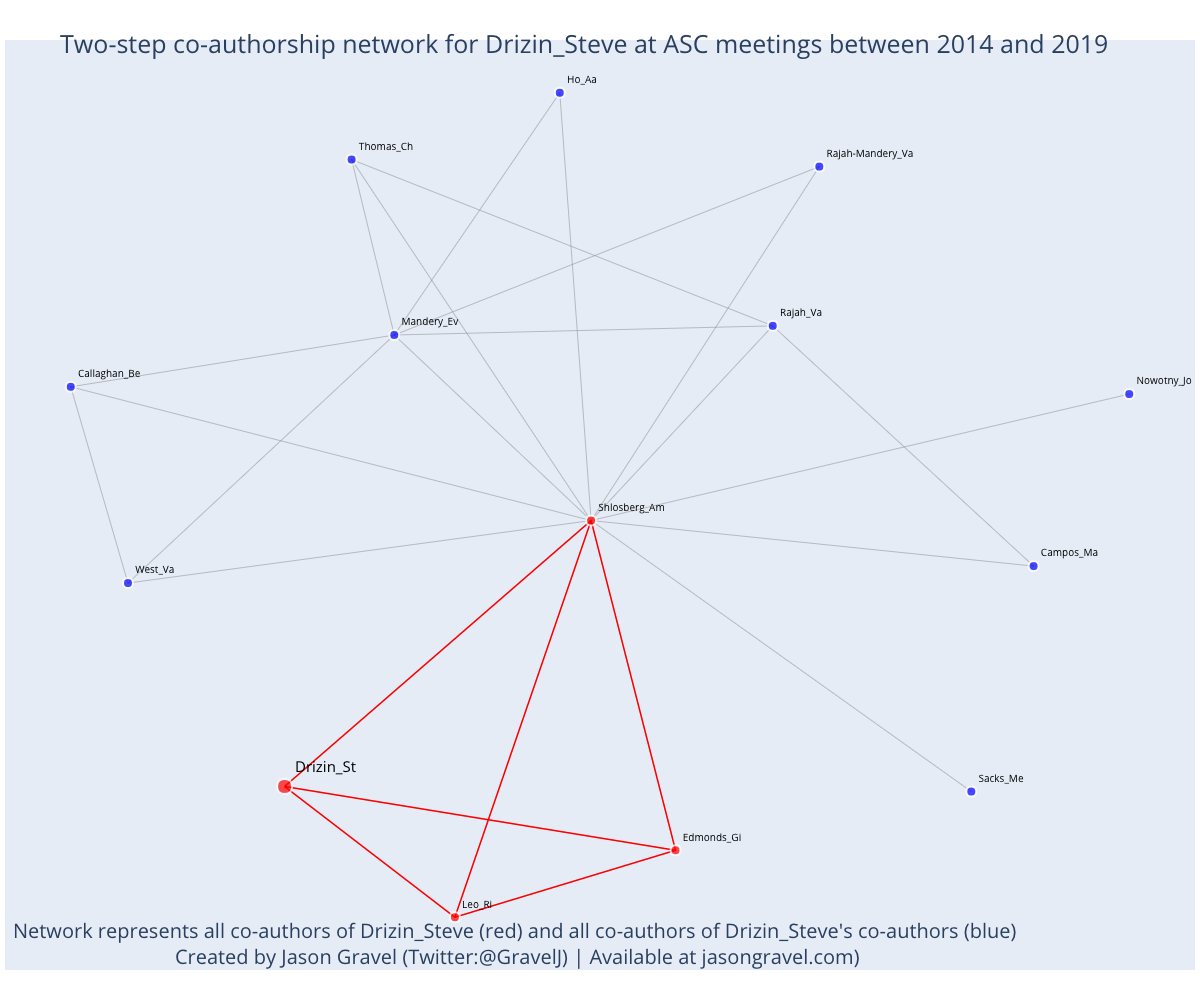 Two-step co-authorship network for Drizin_Steve at ASC meetings between 2014 and 2019
Ho_Aa
Thomas_Ch
Rajah-Mandery_Va
Rajah_Va
Mandery_Ev
Callaghan_Be
Nowotny_Jo
Shlosberg_Am
Campos_Ma
West_Va
Drizin_St
Sacks_Me
Edmonds_Gi
Leo_Ri
Network represents all co-authors of Drizin_Steve (red) and all co-authors of Drizin_Steve's co-authors (blue)
Created by Jason Gravel (Twitter:@GravelJ) | Available at jasongravel.com)